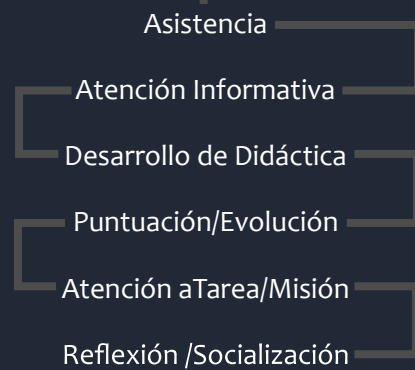 Asistencia
Atención Informativa
Desarrollo de Didáctica
Puntuación/Evolución
Atención aTarea/Misión
Reflexión /Socialización